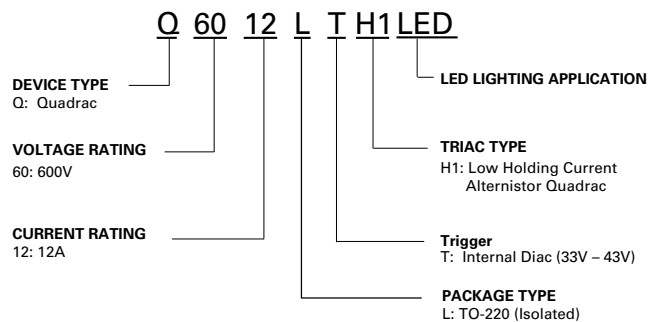 Q 60 12 L T H1 LED
DEVICE TYPE
Q: Quadrac
VOLTAGE RATING
60: 600V
CURRENT RATING
12: 12A
LED LIGHTING APPLICATION
TRIAC TYPE
H1: Low Holding Current
Alternistor Quadrac
Trigger
T: Internal Diac (33V – 43V)
PACKAGE TYPE
L: TO-220 (Isolated)